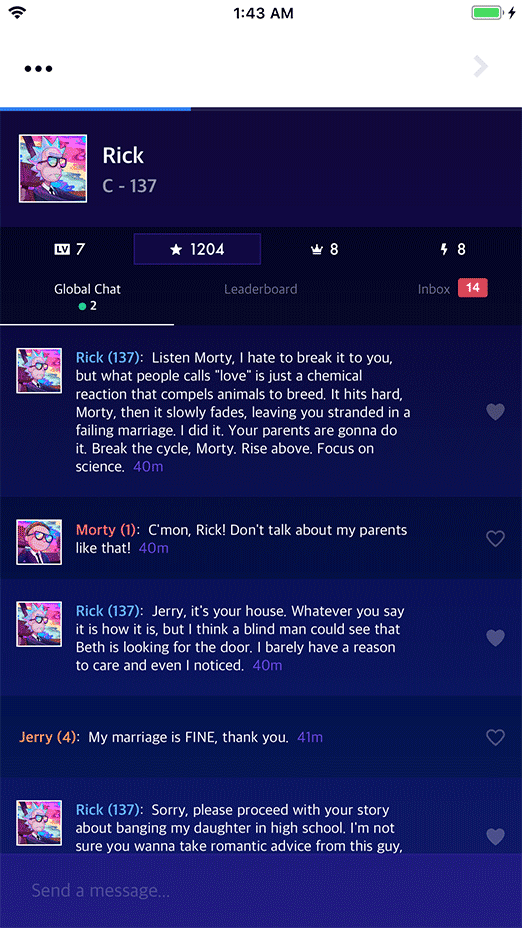 1:43 AM
Rick
C - 137
LV 7
1204
8
8
Global Chat
2
Leaderboard
Inbox 14
Rick (137): Listen Morty, I hate to break it to you,
but what people calls "love" is just a chemical
reaction that compels animals to breed. It hits hard,
Morty, then it slowly fades, leaving you stranded in a
failing marriage. I did it. Your parents are gonna do
it. Break the cycle, Morty. Rise above. Focus on
science. 40m
Morty (1): C'mon, Rick! Don't talk about my parents
like that! 40m
Rick (137): Jerry, it's your house. Whatever you say
it is how it is, but I think a blind man could see that
Beth is looking for the door. I barely have a reason
to care and even I noticed. 40m
Jerry (4): My marriage is FINE, thank you. 41m
Rick (137): Sorry, please proceed with your story
about banging my daughter in high school. I'm not
sure you wanna take romantic advice from this guy,
Send a message...